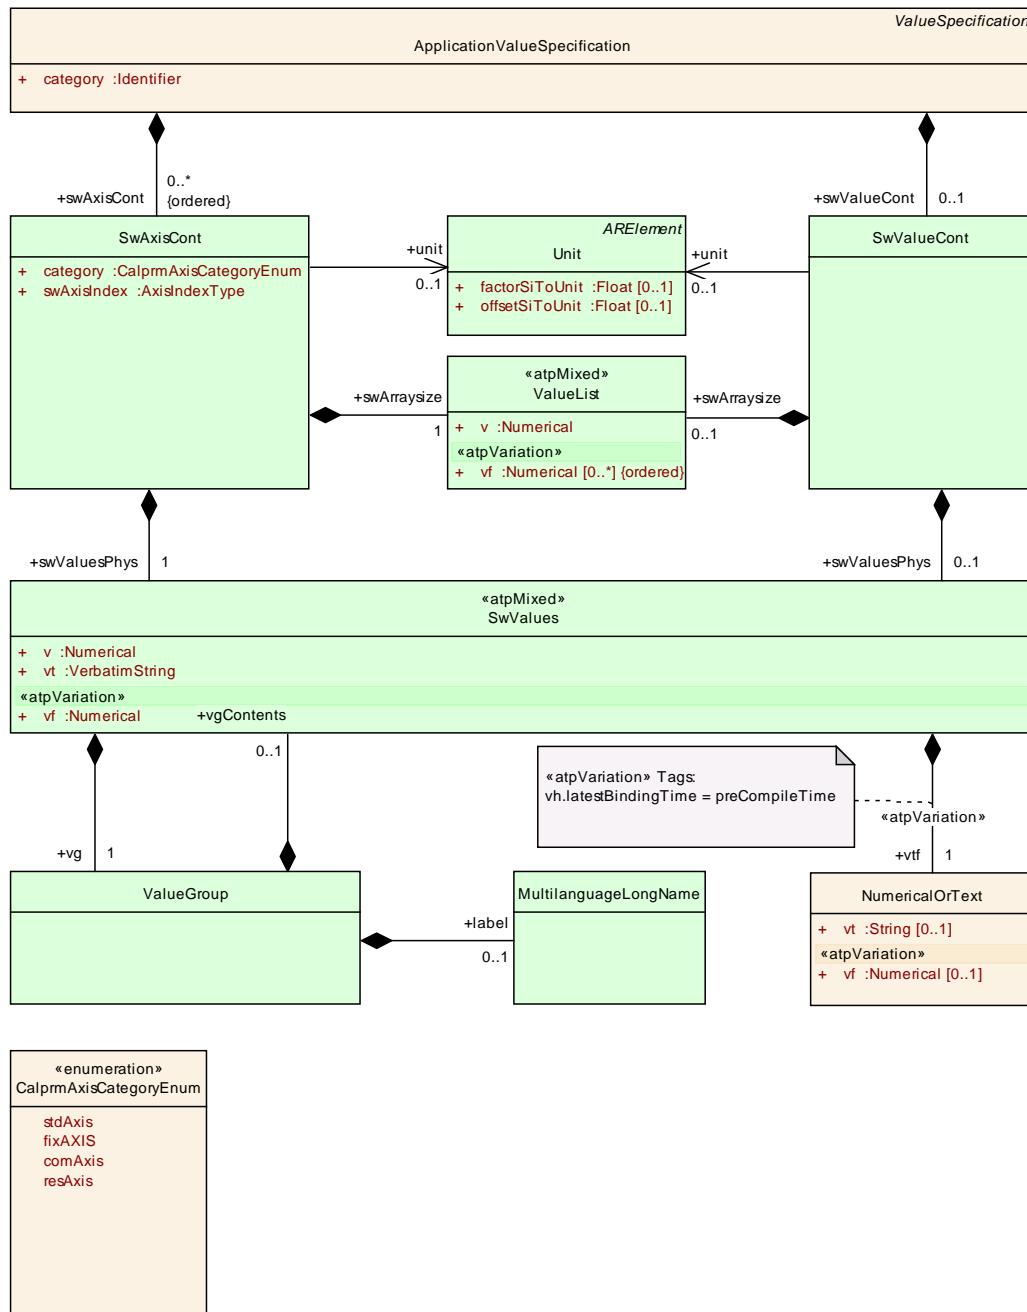 ValueSpecification
ApplicationValueSpecification
+ category :Identifier
+swAxisCont
0..*
{ordered}
+swValueCont
0..1
SwAxisCont
+ category :CalprmAxisCategoryEnum
+ swAxisIndex :AxisIndexType
+unit
0..1
ARElement
Unit
+ factorSiToUnit :Float [0..1]
+ offsetSiToUnit :Float [0..1]
+unit
0..1
SwValueCont
+swArraysize
1
«atpMixed»
ValueList
+ v :Numerical
«atpVariation»
+ vf :Numerical [0..*] {ordered}
+swArraysize
0..1
+swValuesPhys
1
+swValuesPhys
0..1
«atpMixed»
SwValues
+ v :Numerical
+ vt :VerbatimString
«atpVariation»
+ vf :Numerical
+vgContents
0..1
«atpVariation» Tags:
vh.latestBindingTime = preCompileTime
«atpVariation»
+vg
1
+vtf
1
ValueGroup
+label
0..1
MultilanguageLongName
NumericalOrText
+ vt :String [0..1]
«atpVariation»
+ vf :Numerical [0..1]
«enumeration»
CalprmAxisCategoryEnum
stdAxis
fixAXIS
comAxis
resAxis